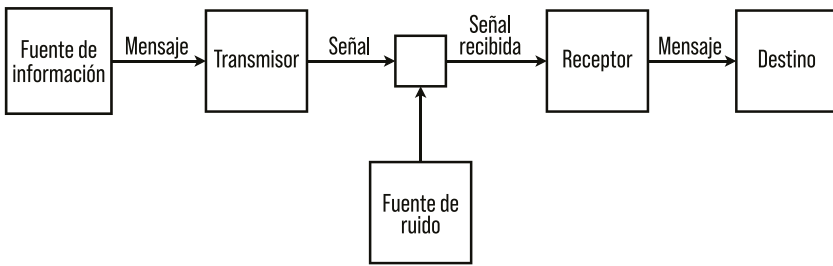 Fuente de
información
Mensaje
Transmisor
Señal
Señal
recibida
Receptor
Mensaje
Destino
Fuente de
ruido